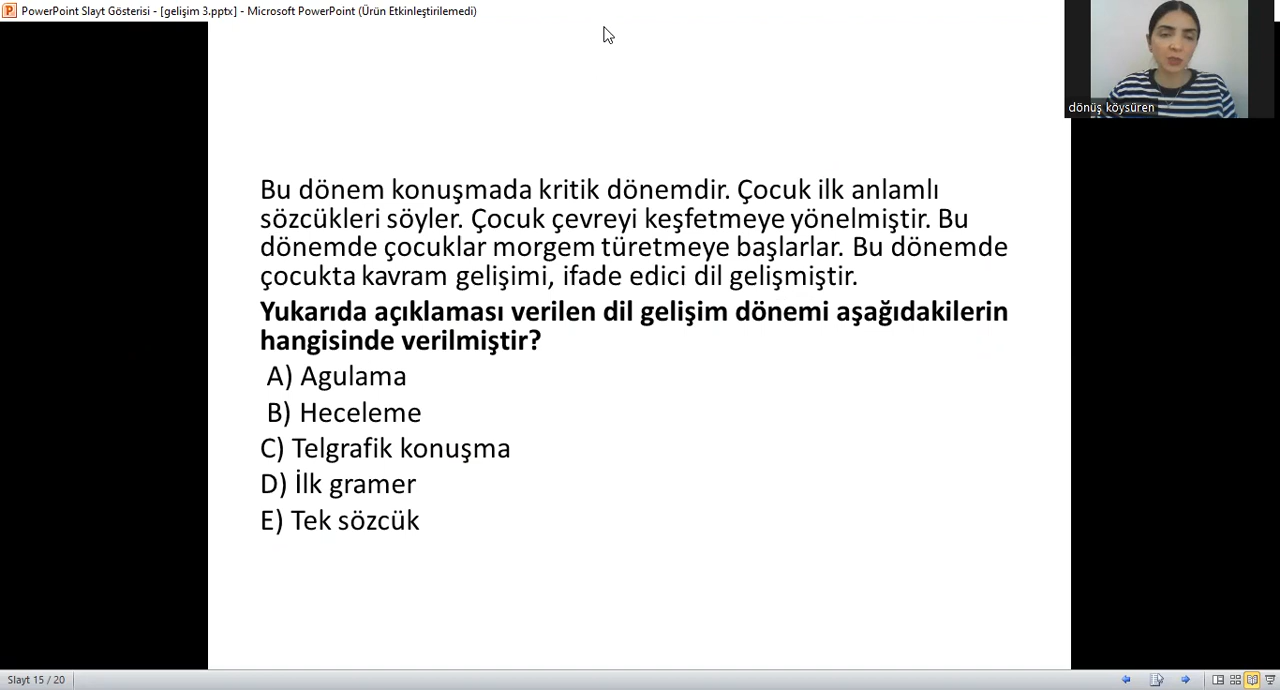 PowerPoint Slayt Gösterisi - [gelişim 3.pptx] - Microsoft PowerPoint (Ürün Etkinleştirilemedi)
dönüş köysüren
Bu dönem konuşmada kritik dönemdir. Çocuk ilk anlamlı
sözcükleri söyler. Çocuk çevreyi keşfetmeye yönelmiştir. Bu
dönemde çocuklar morgem türetmeye başlarlar. Bu dönemde
çocukta kavram gelişimi, ifade edici dil gelişmiştir.
Yukarıda açıklaması verilen dil gelişim dönemi aşağıdakilerin
hangisinde verilmiştir?
A) Agulama
B) Heceleme
C) Telgrafik konuşma
D) İlk gramer
E) Tek sözcük
Slayt 15 / 20